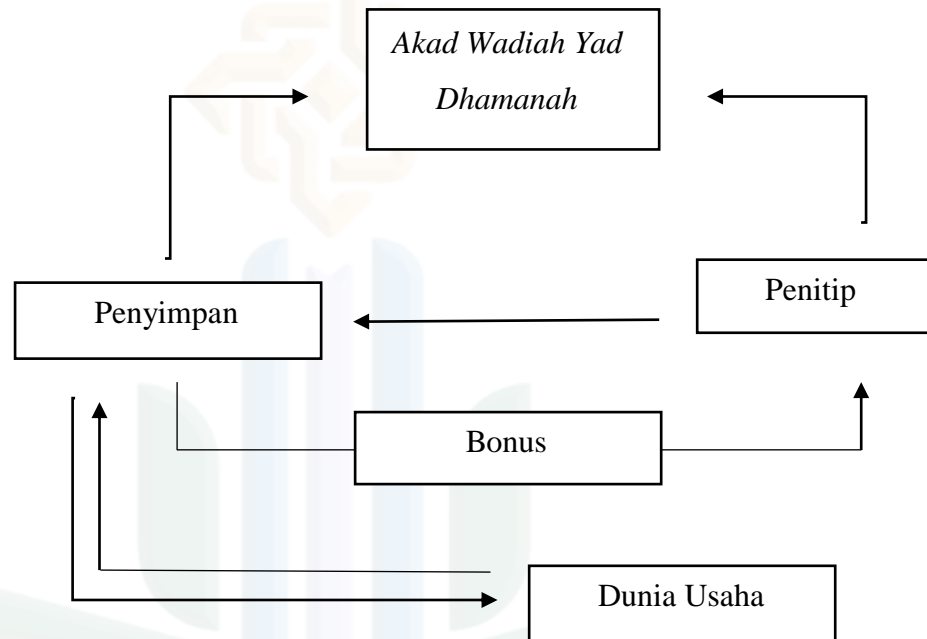 Akad Wadiah Yad
Dhamanah
Penyimpan
Penitip
Bonus
Dunia Usaha